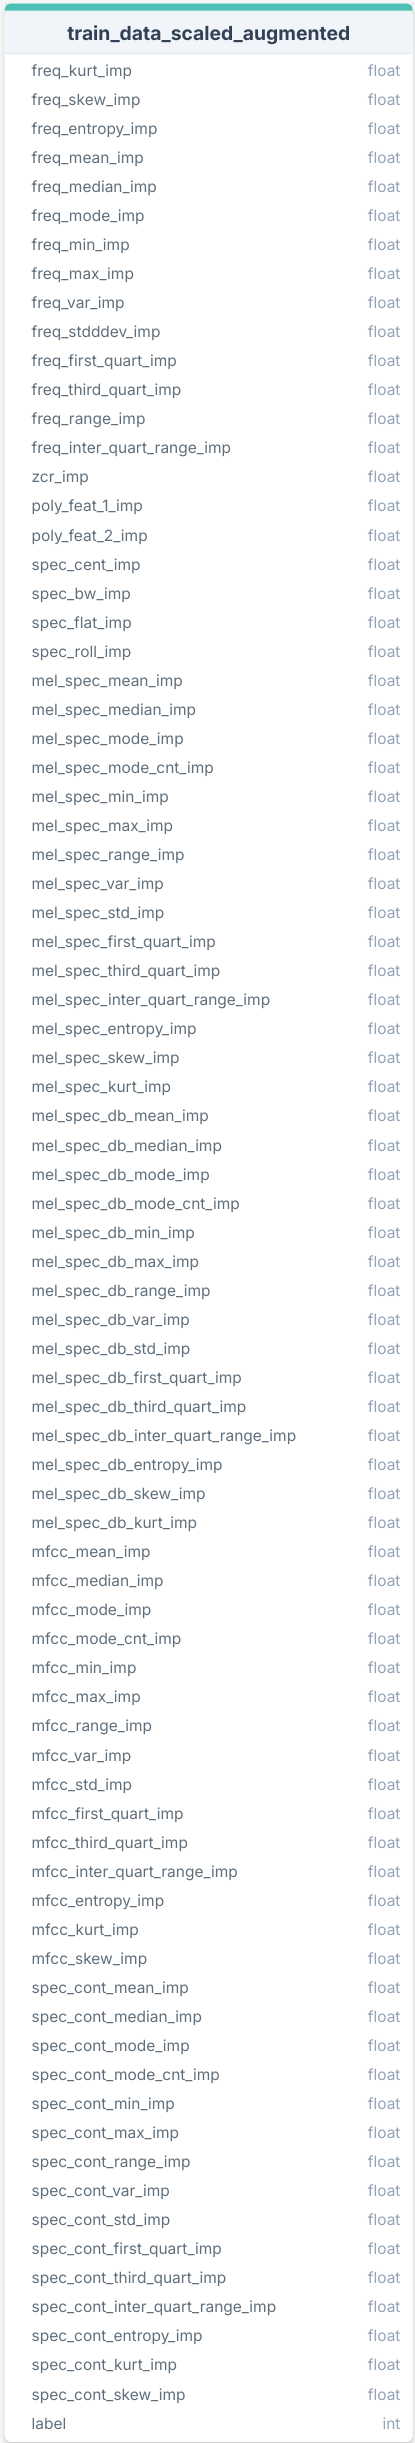 train_data_scaled_augmented
freq_kurt_imp float
freq_skew_imp float
freq_entropy_imp float
freq_mean_imp float
freq_median_imp float
freq_mode_imp float
freq_min_imp float
freq_max_imp float
freq_var_imp float
freq_stdddev_imp float
freq_first_quart_imp float
freq_third_quart_imp float
freq_range_imp float
freq_inter_quart_range_imp float
zcr_imp float
poly_feat_1_imp float
poly_feat_2_imp float
spec_cent_imp float
spec_bw_imp float
spec_flat_imp float
spec_roll_imp float
mel_spec_mean_imp float
mel_spec_median_imp float
mel_spec_mode_imp float
mel_spec_mode_cnt_imp float
mel_spec_min_imp float
mel_spec_max_imp float
mel_spec_range_imp float
mel_spec_var_imp float
mel_spec_std_imp float
mel_spec_first_quart_imp float
mel_spec_third_quart_imp float
mel_spec_inter_quart_range_imp float
mel_spec_entropy_imp float
mel_spec_skew_imp float
mel_spec_kurt_imp float
mel_spec_db_mean_imp float
mel_spec_db_median_imp float
mel_spec_db_mode_imp float
mel_spec_db_mode_cnt_imp float
mel_spec_db_min_imp float
mel_spec_db_max_imp float
mel_spec_db_range_imp float
mel_spec_db_var_imp float
mel_spec_db_std_imp float
mel_spec_db_first_quart_imp float
mel_spec_db_third_quart_imp float
mel_spec_db_inter_quart_range_imp float
mel_spec_db_entropy_imp float
mel_spec_db_skew_imp float
mel_spec_db_kurt_imp float
mfcc_mean_imp float
mfcc_median_imp float
mfcc_mode_imp float
mfcc_mode_cnt_imp float
mfcc_min_imp float
mfcc_max_imp float
mfcc_range_imp float
mfcc_var_imp float
mfcc_std_imp float
mfcc_first_quart_imp float
mfcc_third_quart_imp float
mfcc_inter_quart_range_imp float
mfcc_entropy_imp float
mfcc_kurt_imp float
mfcc_skew_imp float
spec_cont_mean_imp float
spec_cont_median_imp float
spec_cont_mode_imp float
spec_cont_mode_cnt_imp float
spec_cont_min_imp float
spec_cont_max_imp float
spec_cont_range_imp float
spec_cont_var_imp float
spec_cont_std_imp float
spec_cont_first_quart_imp float
spec_cont_third_quart_imp float
spec_cont_inter_quart_range_imp float
spec_cont_entropy_imp float
spec_cont_kurt_imp float
spec_cont_skew_imp float
label int